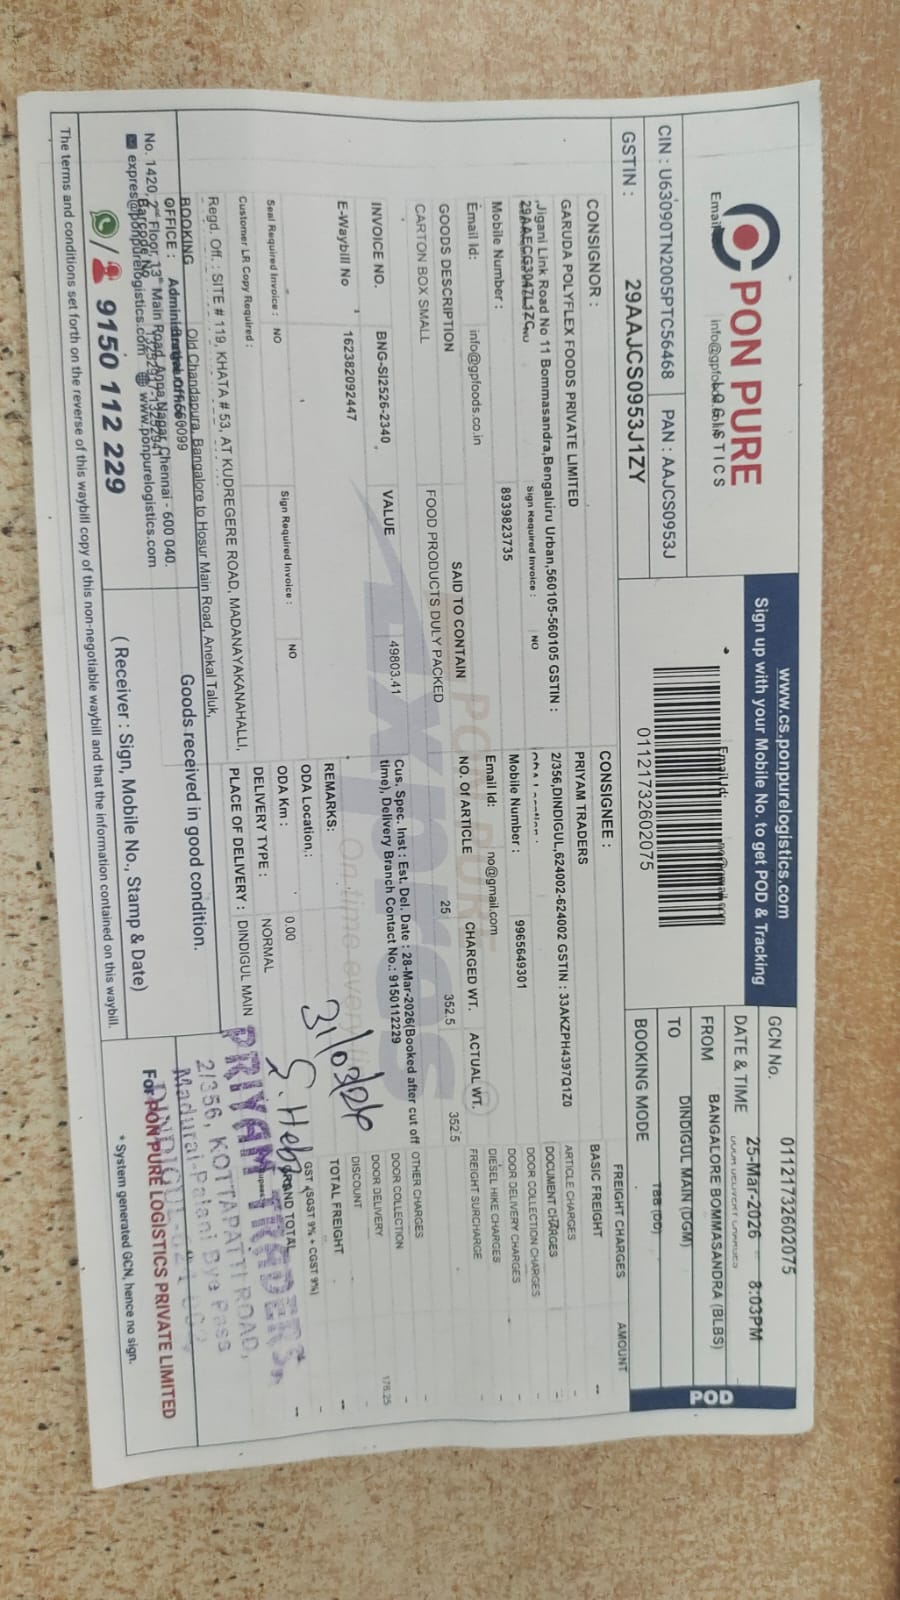 PON PURE
LOGISTICS
Email
info@gpfoods.co.in
CIN : U63090TN2005PTC56468 PAN : AAJCS0953J
GSTIN : 29AAJCS0953J1ZY
www.cs.ponpurelogistics.com
Sign up with your Mobile No. to get POD & Tracking
Email Id: no@gmail.com
01121732602075
GCN No. 01121732602075
DATE & TIME 25-Mar-2026 8:03PM
FROM BANGALORE BOMMASANDRA (BLBS)
TO DINDIGUL MAIN (DGM)
BOOKING MODE TBB (DD)
POD
CONSIGNOR :
GARUDA POLYFLEX FOODS PRIVATE LIMITED
,Jigani Link Road No 11 Bommasandra,Bengaluru Urban,560105-560105 GSTIN :
29AAECG3047L1ZC
Sign Required Invoice : NO
Mobile Number : 8939823735
Email Id: info@gpfoods.co.in
CONSIGNEE :
PRIYAM TRADERS
2/356,DINDIGUL,624002-624002 GSTIN : 33AKZPH4397Q1Z0
Mobile Number : 9965649301
Email Id: no@gmail.com
GOODS DESCRIPTION SAID TO CONTAIN NO. Of ARTICLE CHARGED WT. ACTUAL WT.
CARTON BOX SMALL FOOD PRODUCTS DULY PACKED 25 352.5 352.5
INVOICE NO. BNG-SI2526-2340 VALUE 49803.41
E-Waybill No 162382092447
Cus. Spec. Inst : Est. Del. Date : 28-Mar-2026(Booked after cut off
time), Delivery Branch Contact No.: 9150112229
REMARKS:
Seal Required Invoice : NO Sign Required Invoice : NO
Customer LR Copy Required :
ODA Location.:
ODA Km : 0.00
DELIVERY TYPE : NORMAL
PLACE OF DELIVERY : DINDIGUL MAIN
Regd. Off. : SITE # 119, KHATA # 53, AT KUDREGERE ROAD, MADANAYAKANAHALLI,
BOOKING Old Chandapura, Bangalore to Hosur Main Road, Anekal Taluk,
OFFICE :
Administrative Office
No. 1420, 2nd Floor, 13th Main Road, Anna Nagar, Chennai - 600 040.
express@ponpurelogistics.com www.ponpurelogistics.com
9150 112 229
Goods received in good condition.
( Receiver : Sign, Mobile No., Stamp & Date)
FREIGHT CHARGES AMOUNT
BASIC FREIGHT --
ARTICLE CHARGES -
DOCUMENT CHARGES -
DOOR COLLECTION CHARGES -
DOOR DELIVERY CHARGES -
DIESEL HIKE CHARGES -
FREIGHT SURCHARGE -
OTHER CHARGES -
DOOR COLLECTION -
DOOR DELIVERY 176.25
DISCOUNT -
TOTAL FREIGHT --
GST (SGST 9% + CGST 9%) -
GRAND TOTAL --
31/03/26
PRIYAM TRADERS,
2/356, KOTTAPATTI ROAD,
Madurai-Palani Bye Pass
For PON PURE LOGISTICS PRIVATE LIMITED
* System generated GCN, hence no sign.
The terms and conditions set forth on the reverse of this waybill copy of this non-negotiable waybill and that the information contained on this waybill.